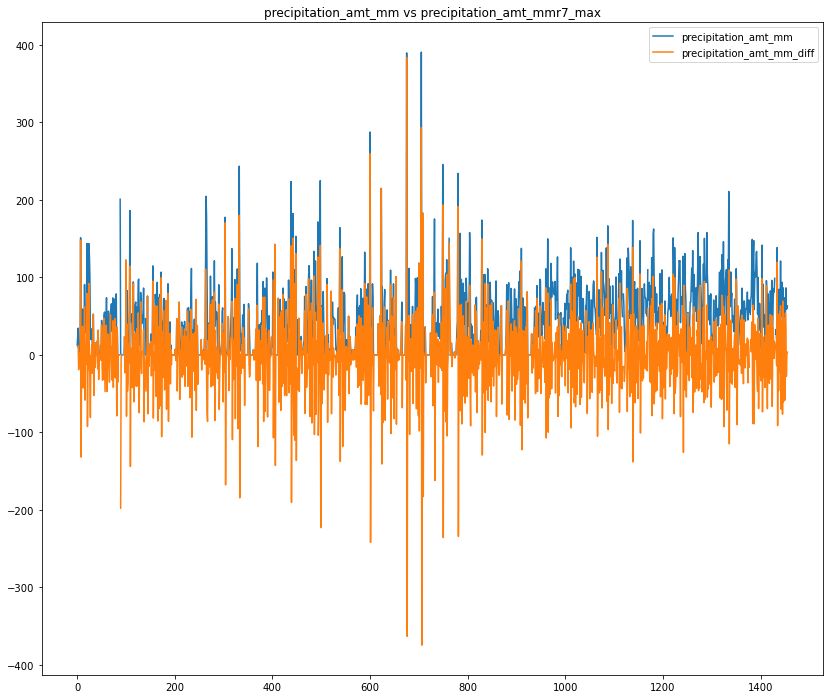 precipitation_amt_mm vs precipitation_amt_mmr7_max
precipitation_amt_mm
precipitation_amt_mm_diff
400
300
200
100
0
−100
−200
−300
−400
0 200 400 600 800 1000 1200 1400